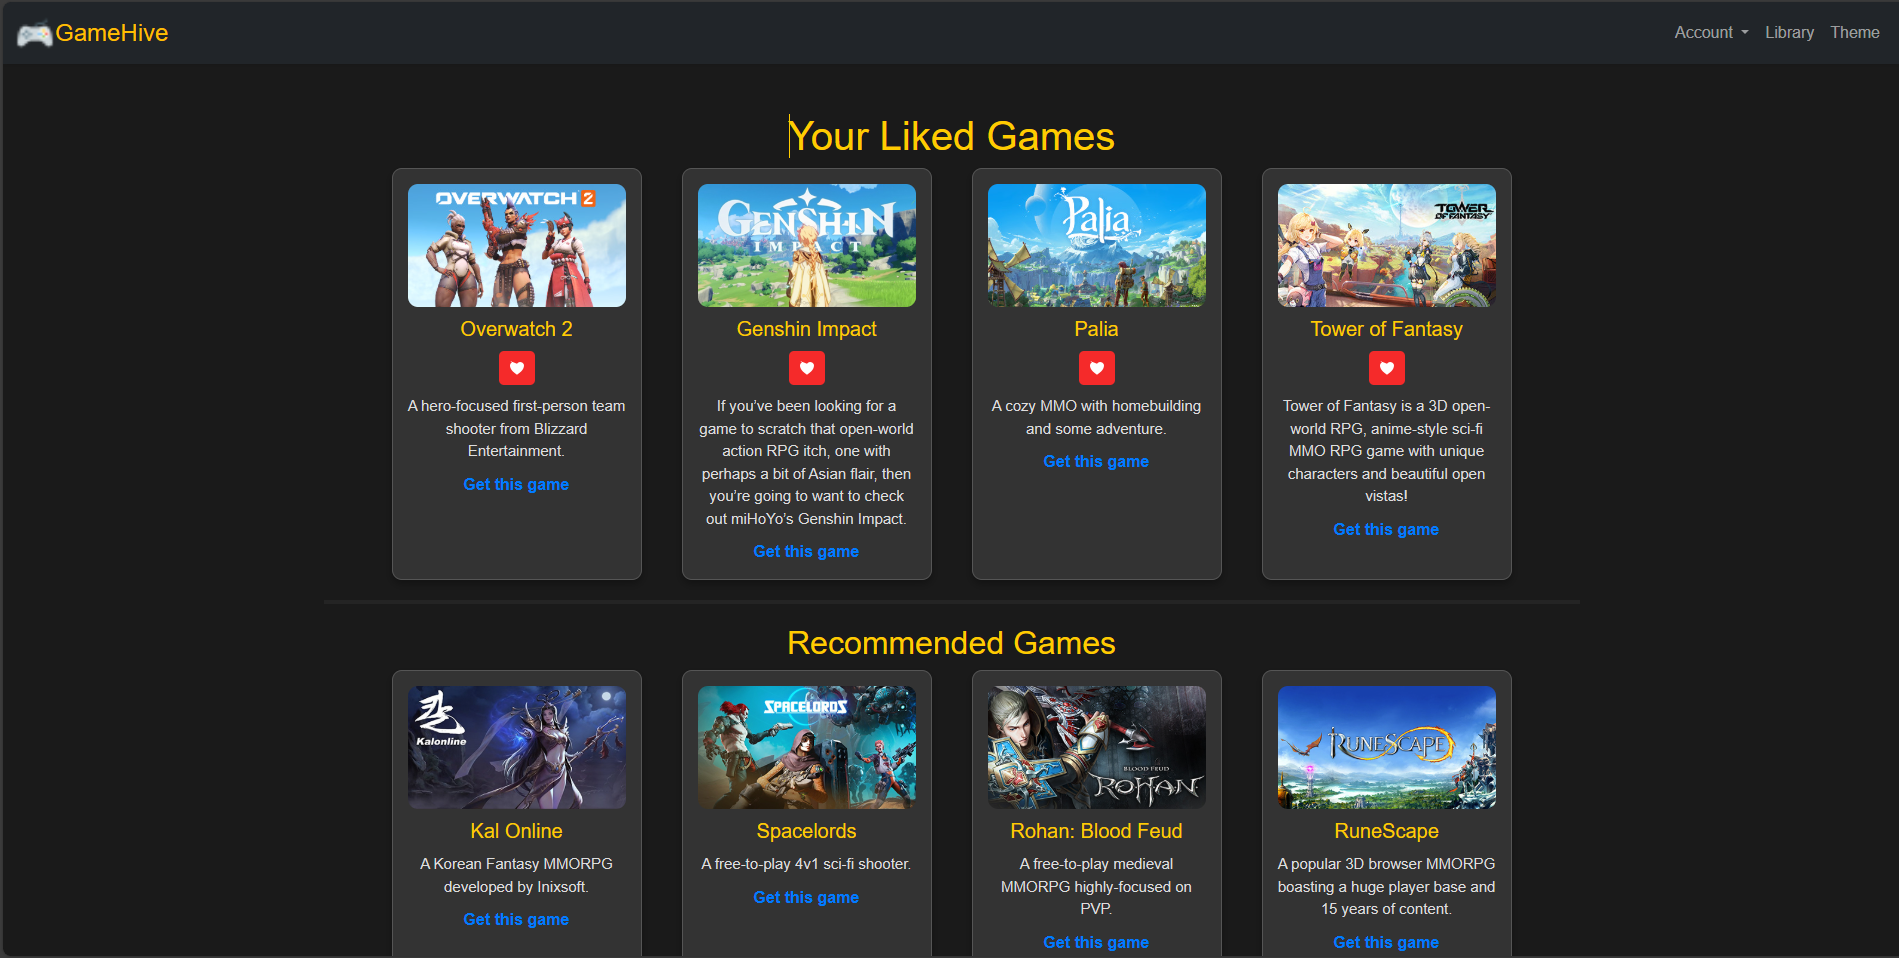 GameHive
Account Library Theme
Your Liked Games
OVERWATCH 2
GENSHIN
IMPACT
Palia
TOWER
OF FANTASY
Overwatch 2
Genshin Impact
Palia
Tower of Fantasy
A hero-focused first-person team
shooter from Blizzard
Entertainment.
Get this game
If you’ve been looking for a
game to scratch that open-world
action RPG itch, one with
perhaps a bit of Asian flair, then
you’re going to want to check
out miHoYo’s Genshin Impact.
Get this game
A cozy MMO with homebuilding
and some adventure.
Get this game
Tower of Fantasy is a 3D open-
world RPG, anime-style sci-fi
MMO RPG game with unique
characters and beautiful open
vistas!
Get this game
Recommended Games
칼
Kalonline
SPACELORDS
BLOOD FEUD
ROHAN
RUNESCAPE
Kal Online
Spacelords
Rohan: Blood Feud
RuneScape
A Korean Fantasy MMORPG
developed by Inixsoft.
Get this game
A free-to-play 4v1 sci-fi shooter.
Get this game
A free-to-play medieval
MMORPG highly-focused on
PVP.
Get this game
A popular 3D browser MMORPG
boasting a huge player base and
15 years of content.
Get this game